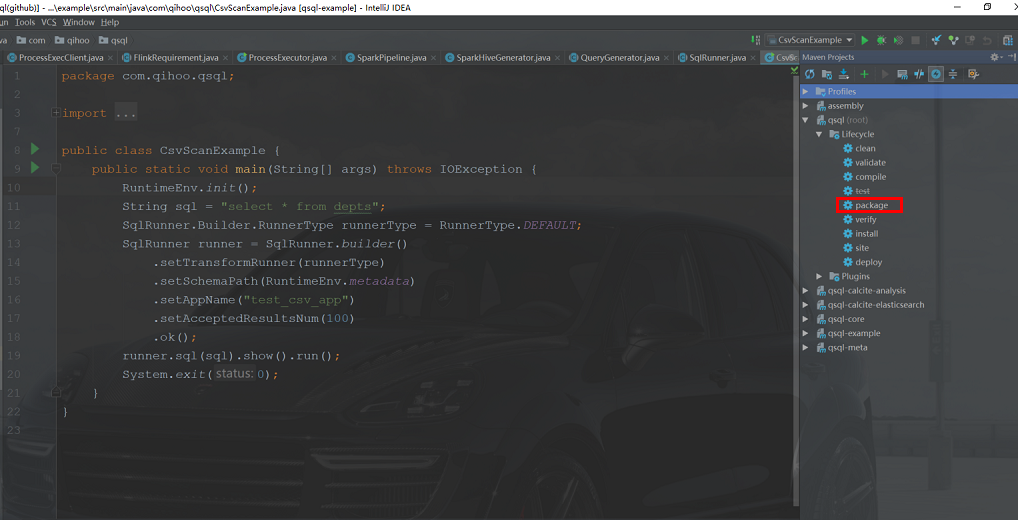 ql(github)] - ...\example\src\main\java\com\qihoo\qsql\CsvScanExample.java [qsql-example] - IntelliJ IDEA
un Tools VCS Window Help
va com qihoo qsql
CsvScanExample
ProcessExecClient.java FlinkRequirement.java ProcessExecutor.java SparkPipeline.java SparkHiveGenerator.java QueryGenerator.java SqlRunner.java CsvSc
Maven Projects
1 package com.qihoo.qsql;
2
3 import ...
7
8 public class CsvScanExample {
9 public static void main(String[] args) throws IOException {
10 RuntimeEnv.init();
11 String sql = "select * from depts";
12 SqlRunner.Builder.RunnerType runnerType = RunnerType.DEFAULT;
13 SqlRunner runner = SqlRunner.builder()
14 .setTransformRunner(runnerType)
15 .setSchemaPath(RuntimeEnv.metadata)
16 .setAppName("test_csv_app")
17 .setAcceptedResultsNum(100)
18 .ok();
19 runner.sql(sql).show().run();
20 System.exit( status: 0);
21 }
22 }
23
Profiles
assembly
qsql (root)
Lifecycle
clean
validate
compile
test
package
verify
install
site
deploy
Plugins
qsql-calcite-analysis
qsql-calcite-elasticsearch
qsql-core
qsql-example
qsql-meta